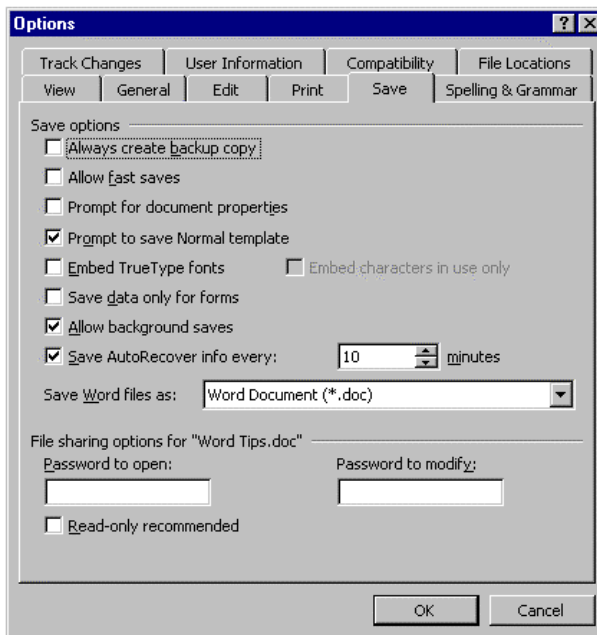 Options
Track Changes User Information Compatibility File Locations
View General Edit Print Save Spelling & Grammar
Save options
Always create backup copy
Allow fast saves
Prompt for document properties
Prompt to save Normal template
Embed TrueType fonts Embed characters in use only
Save data only for forms
Allow background saves
Save AutoRecover info every: 10 minutes
Save Word files as: Word Document (*.doc)
File sharing options for "Word Tips.doc"
Password to open: Password to modify:
Read-only recommended
OK Cancel